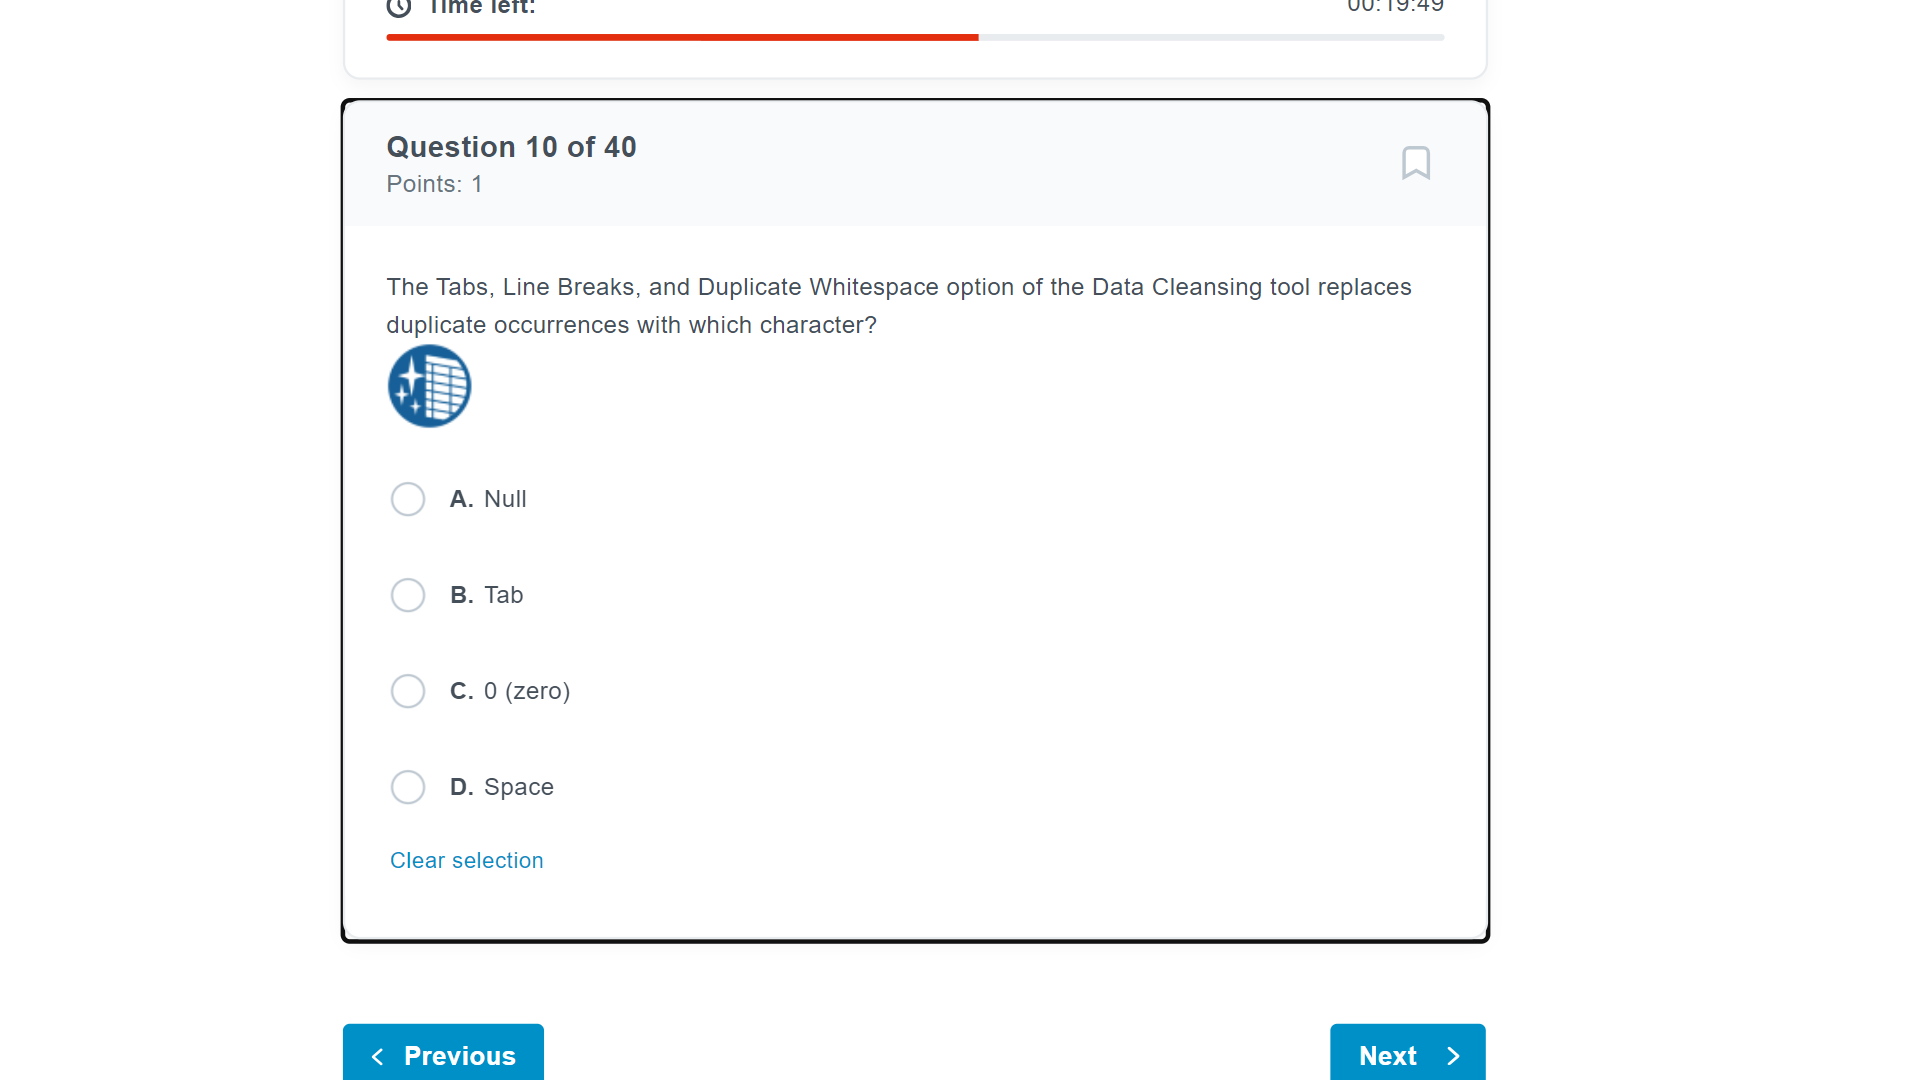 Time left:
00:19:49
Question 10 of 40
Points: 1
The Tabs, Line Breaks, and Duplicate Whitespace option of the Data Cleansing tool replaces
duplicate occurrences with which character?
A. Null
B. Tab
C. 0 (zero)
D. Space
Clear selection
Previous
Next